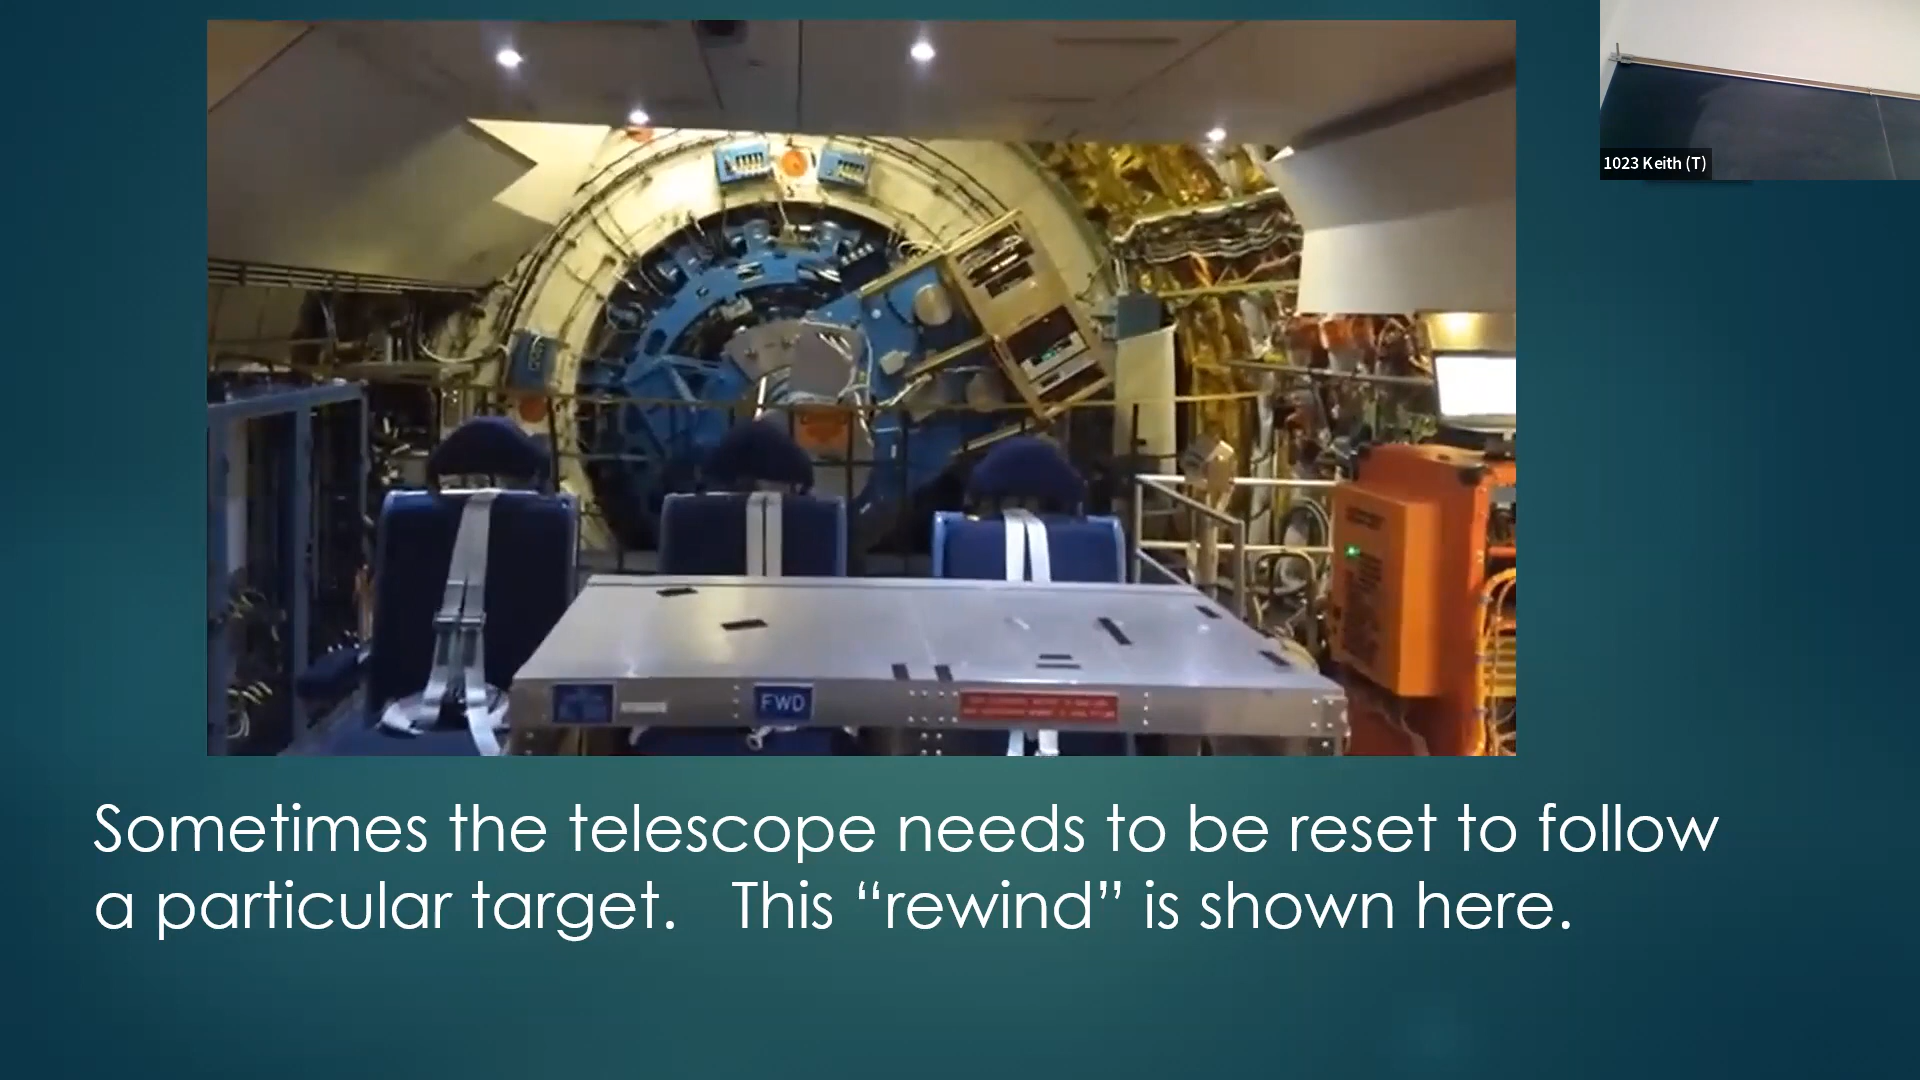 1023 Keith (T)
FWD
Sometimes the telescope needs to be reset to follow
a particular target. This “rewind” is shown here.